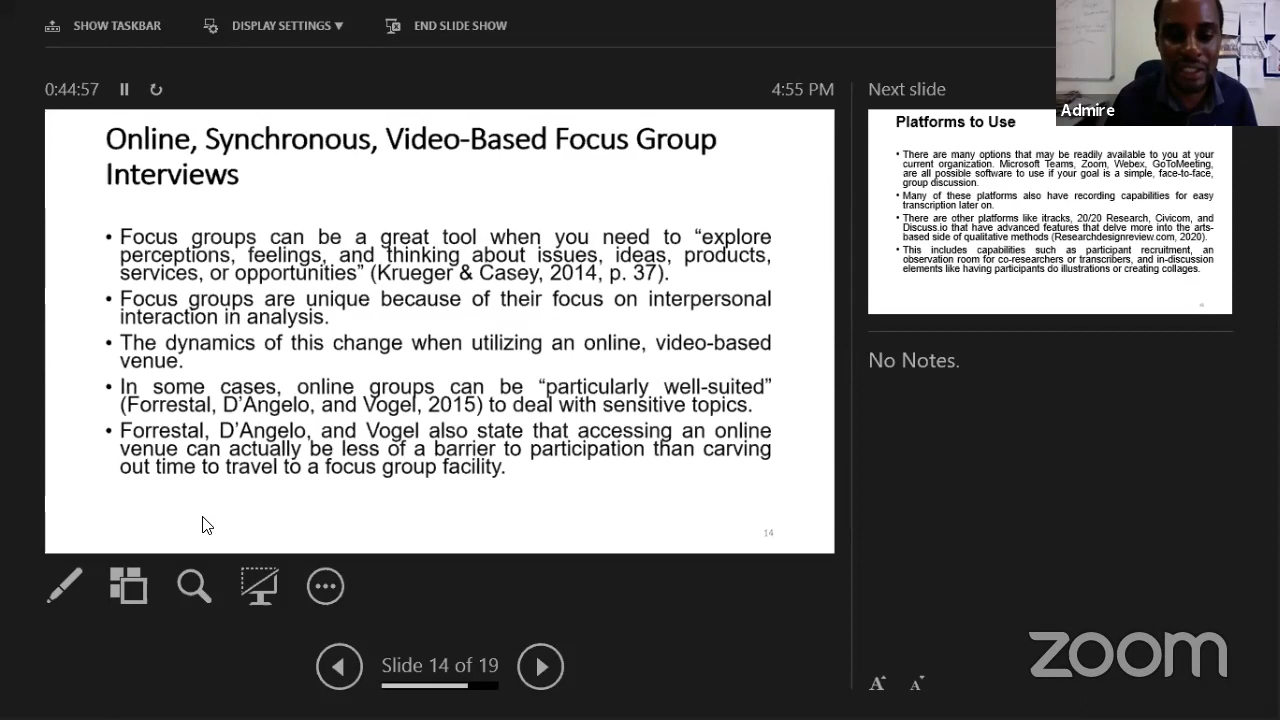 SHOW TASKBAR
DISPLAY SETTINGS ▼
END SLIDE SHOW
0:44:57
4:55 PM
Next slide
Admire
Online, Synchronous, Video-Based Focus Group
Interviews
• Focus groups can be a great tool when you need to “explore
perceptions, feelings, and thinking about issues, ideas, products,
services, or opportunities” (Krueger & Casey, 2014, p. 37).
• Focus groups are unique because of their focus on interpersonal
interaction in analysis.
• The dynamics of this change when utilizing an online, video-based
venue.
• In some cases, online groups can be “particularly well-suited”
(Forrestal, D’Angelo, and Vogel, 2015) to deal with sensitive topics.
• Forrestal, D’Angelo, and Vogel also state that accessing an online
venue can actually be less of a barrier to participation than carving
out time to travel to a focus group facility.
14
Platforms to Use
• There are many options that may be readily available to you at your
current organization. Microsoft Teams, Zoom, Webex, GoToMeeting,
are all possible software to use if your goal is a simple, face-to-face,
group discussion.
• Many of these platforms also have recording capabilities for easy
transcription later on.
• There are other platforms like itracks, 20/20 Research, Civicom, and
Discuss.io that have advanced features that delve more into the arts-
based side of qualitative methods (Researchdesignreview.com, 2020).
• This includes capabilities such as participant recruitment, an
observation room for co-researchers or transcribers, and in-discussion
elements like having participants do illustrations or creating collages.
No Notes.
Slide 14 of 19
A A
zoom